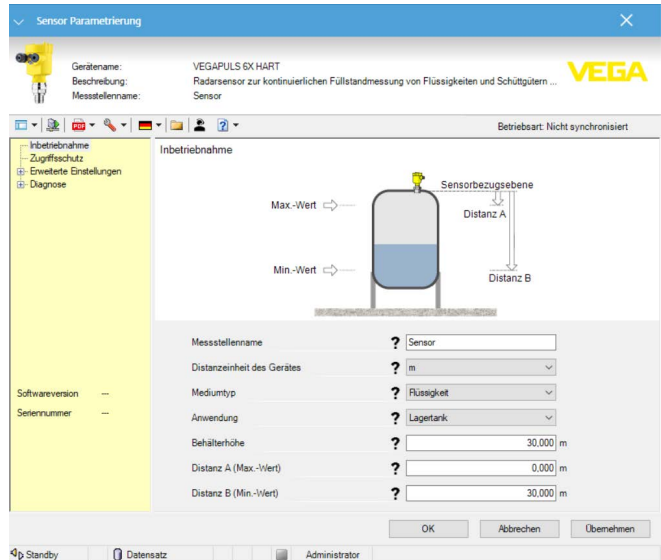 Sensor Parametrierung
Gerätename: VEGAPULS 6X HART
Beschreibung: Radarsensor zur kontinuierlichen Füllstandmessung von Flüssigkeiten und Schüttgütern ...
Messstellenname: Sensor
VEGA
PDF
Betriebsart: Nicht synchronisiert
Inbetriebnahme
Zugriffsschutz
Erweiterte Einstellungen
Diagnose
Softwareversion ---
Seriennummer ---
Inbetriebnahme
Sensorbezugsebene
Max.-Wert
Distanz A
Min.-Wert
Distanz B
Messstellenname ? Sensor
Distanzeinheit des Gerätes ? m
Mediumtyp ? Flüssigkeit
Anwendung ? Lagertank
Behälterhöhe ? 30,000 m
Distanz A (Max.-Wert) ? 0,000 m
Distanz B (Min.-Wert) ? 30,000 m
OK Abbrechen Übernehmen
Standby Datensatz Administrator